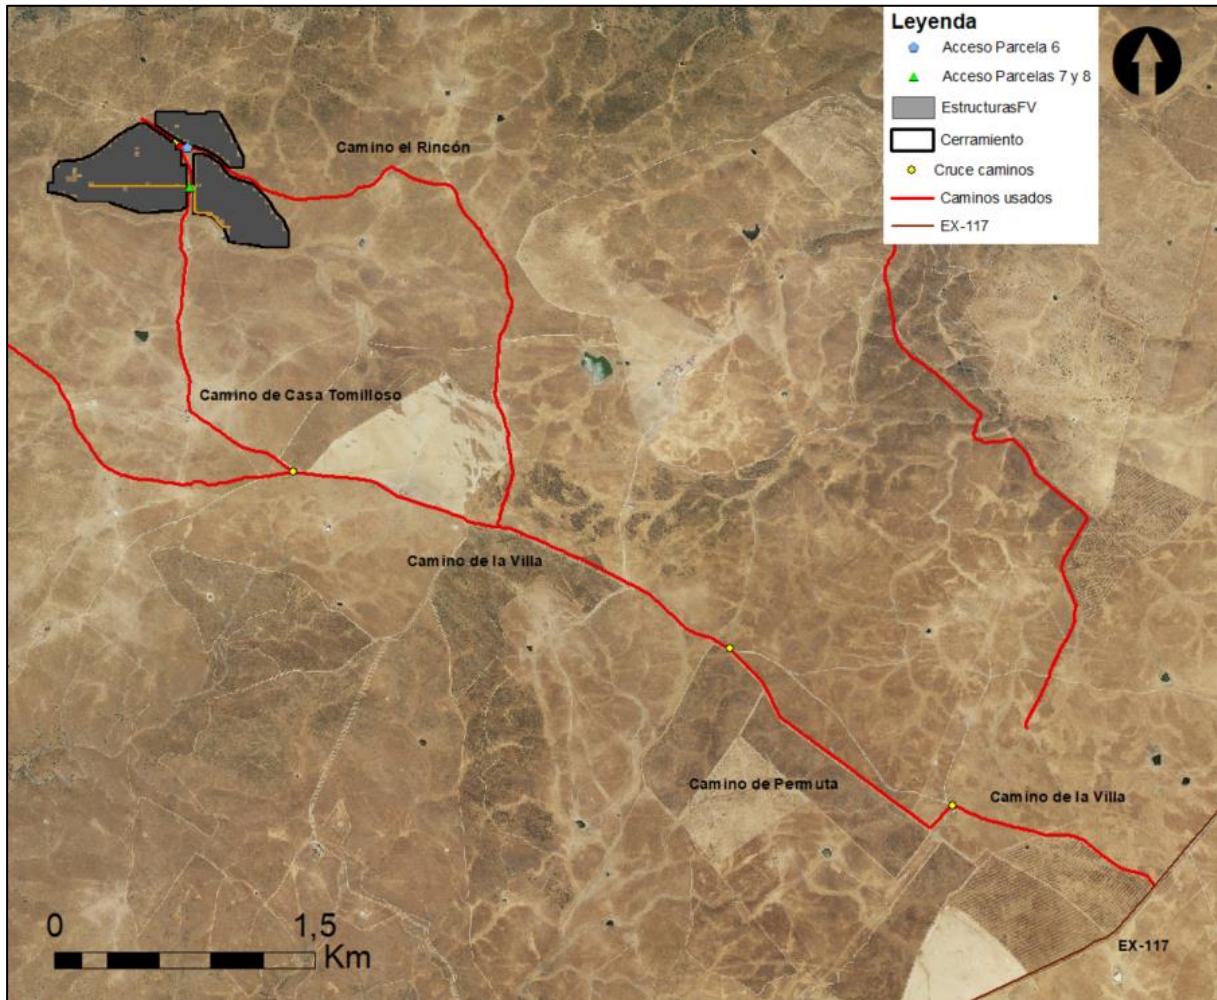 Leyenda
Acceso Parcela 6
Acceso Parcelas 7 y 8
EstructurasFV
Cerramiento
Cruce caminos
Caminos usados
EX-117
Camino el Rincón
Camino de Casa Tomilloso
Camino de la Villa
Camino de Permuta
Camino de la Villa
EX-117
0 1,5
Km